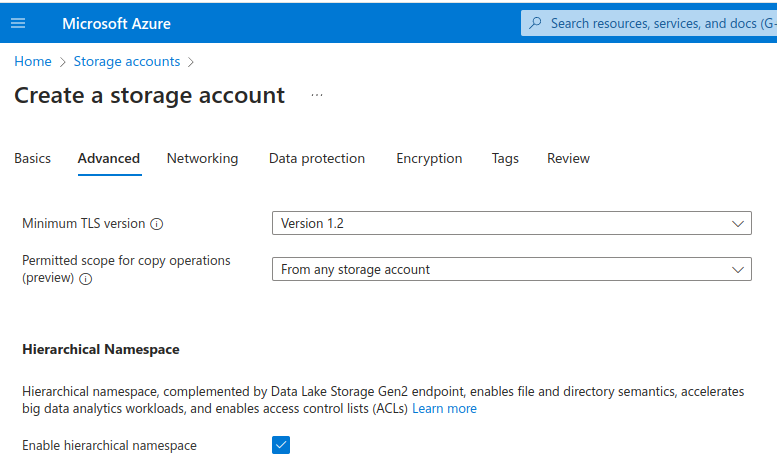 Microsoft Azure
Search resources, services, and docs (G-
Home > Storage accounts >
Create a storage account ...
Basics Advanced Networking Data protection Encryption Tags Review
Minimum TLS version
Version 1.2
Permitted scope for copy operations
(preview)
From any storage account
Hierarchical Namespace
Hierarchical namespace, complemented by Data Lake Storage Gen2 endpoint, enables file and directory semantics, accelerates
big data analytics workloads, and enables access control lists (ACLs) Learn more
Enable hierarchical namespace